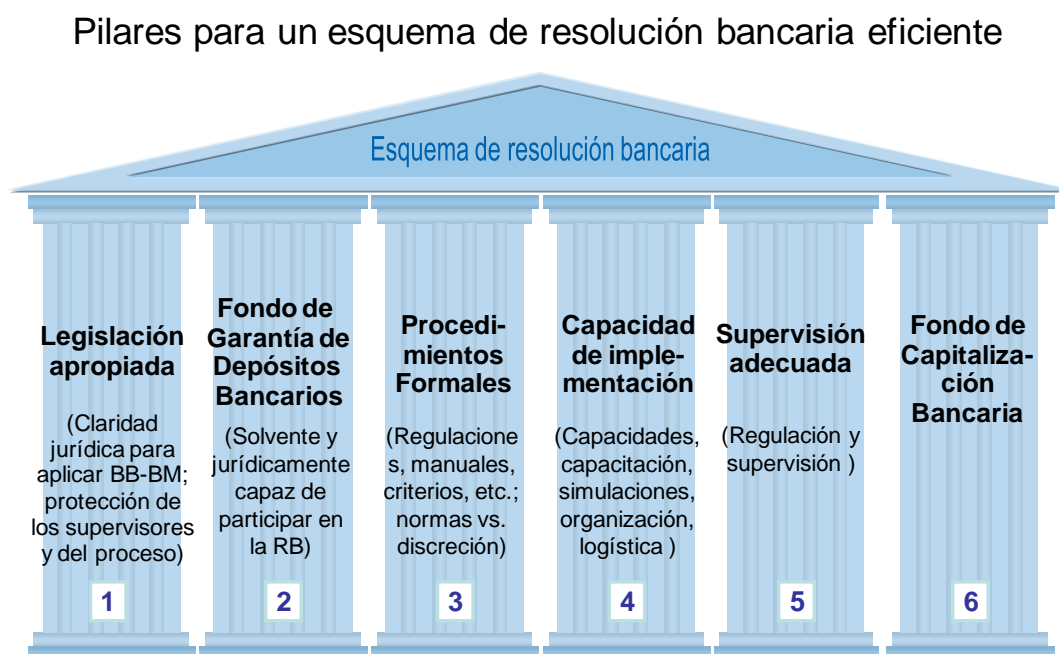 Pilares para un esquema de resolución bancaria eficiente
Esquema de resolución bancaria
Legislación
apropiada
(Claridad
jurídica para
aplicar BB-BM;
protección de
los supervisores
y del proceso)
1
Fondo de
Garantía de
Depósitos
Bancarios
(Solvente y
jurídicamente
capaz de
participar en
la RB)
2
Procedi-
mientos
Formales
(Regulacione
s, manuales,
criterios, etc.;
normas vs.
discreción)
3
Capacidad
de imple-
mentación
(Capacidades,
capacitación,
simulaciones,
organización,
logística )
4
Supervisión
adecuada
(Regulación y
supervisión )
5
Fondo de
Capitaliza-
ción
Bancaria
6